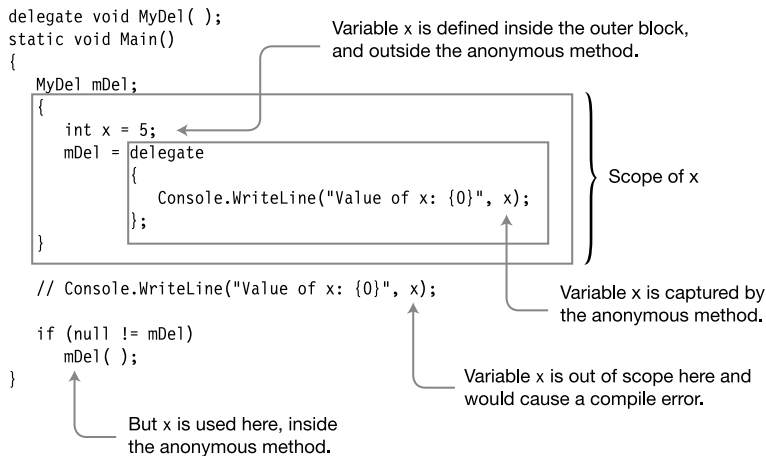 delegate void MyDel( );
static void Main()
{
MyDel mDel;
{
int x = 5;
mDel = delegate
{
Console.WriteLine("Value of x: {0}", x);
};
}
// Console.WriteLine("Value of x: {0}", x);
if (null != mDel)
mDel( );
}
Variable x is defined inside the outer block,
and outside the anonymous method.
Scope of x
Variable x is captured by
the anonymous method.
Variable x is out of scope here and
would cause a compile error.
But x is used here, inside
the anonymous method.